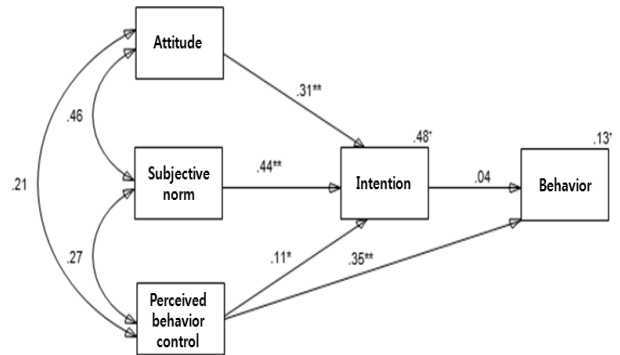 Attitude
.31**
.46
.48+
.13+
Subjective
norm
.44**
Intention
.04
Behavior
.21
.27
.11*
.35**
Perceived
behavior
control